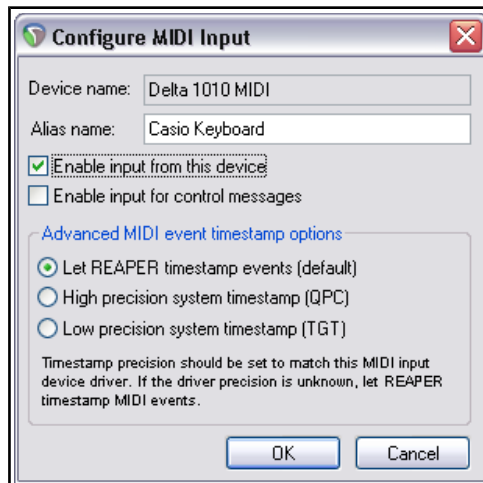 Configure MIDI Input
Device name: Delta 1010 MIDI
Alias name: Casio Keyboard
Enable input from this device
Enable input for control messages
Advanced MIDI event timestamp options
Let REAPER timestamp events (default)
High precision system timestamp (QPC)
Low precision system timestamp (TGT)
Timestamp precision should be set to match this MIDI input
device driver. If the driver precision is unknown, let REAPER
timestamp MIDI events.
OK Cancel